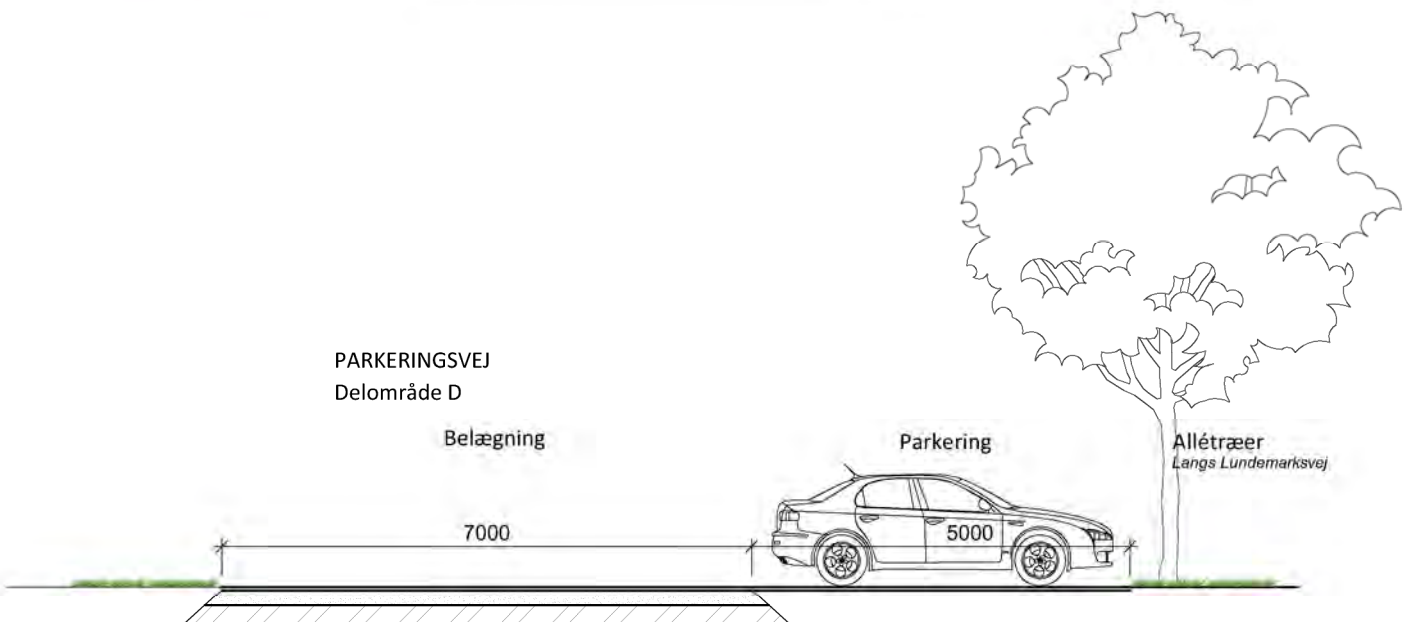 PARKERINGSVEJ
Delområde D
Belægning
Parkering
Allétræer
Langs Lundemarksvej
7000
5000